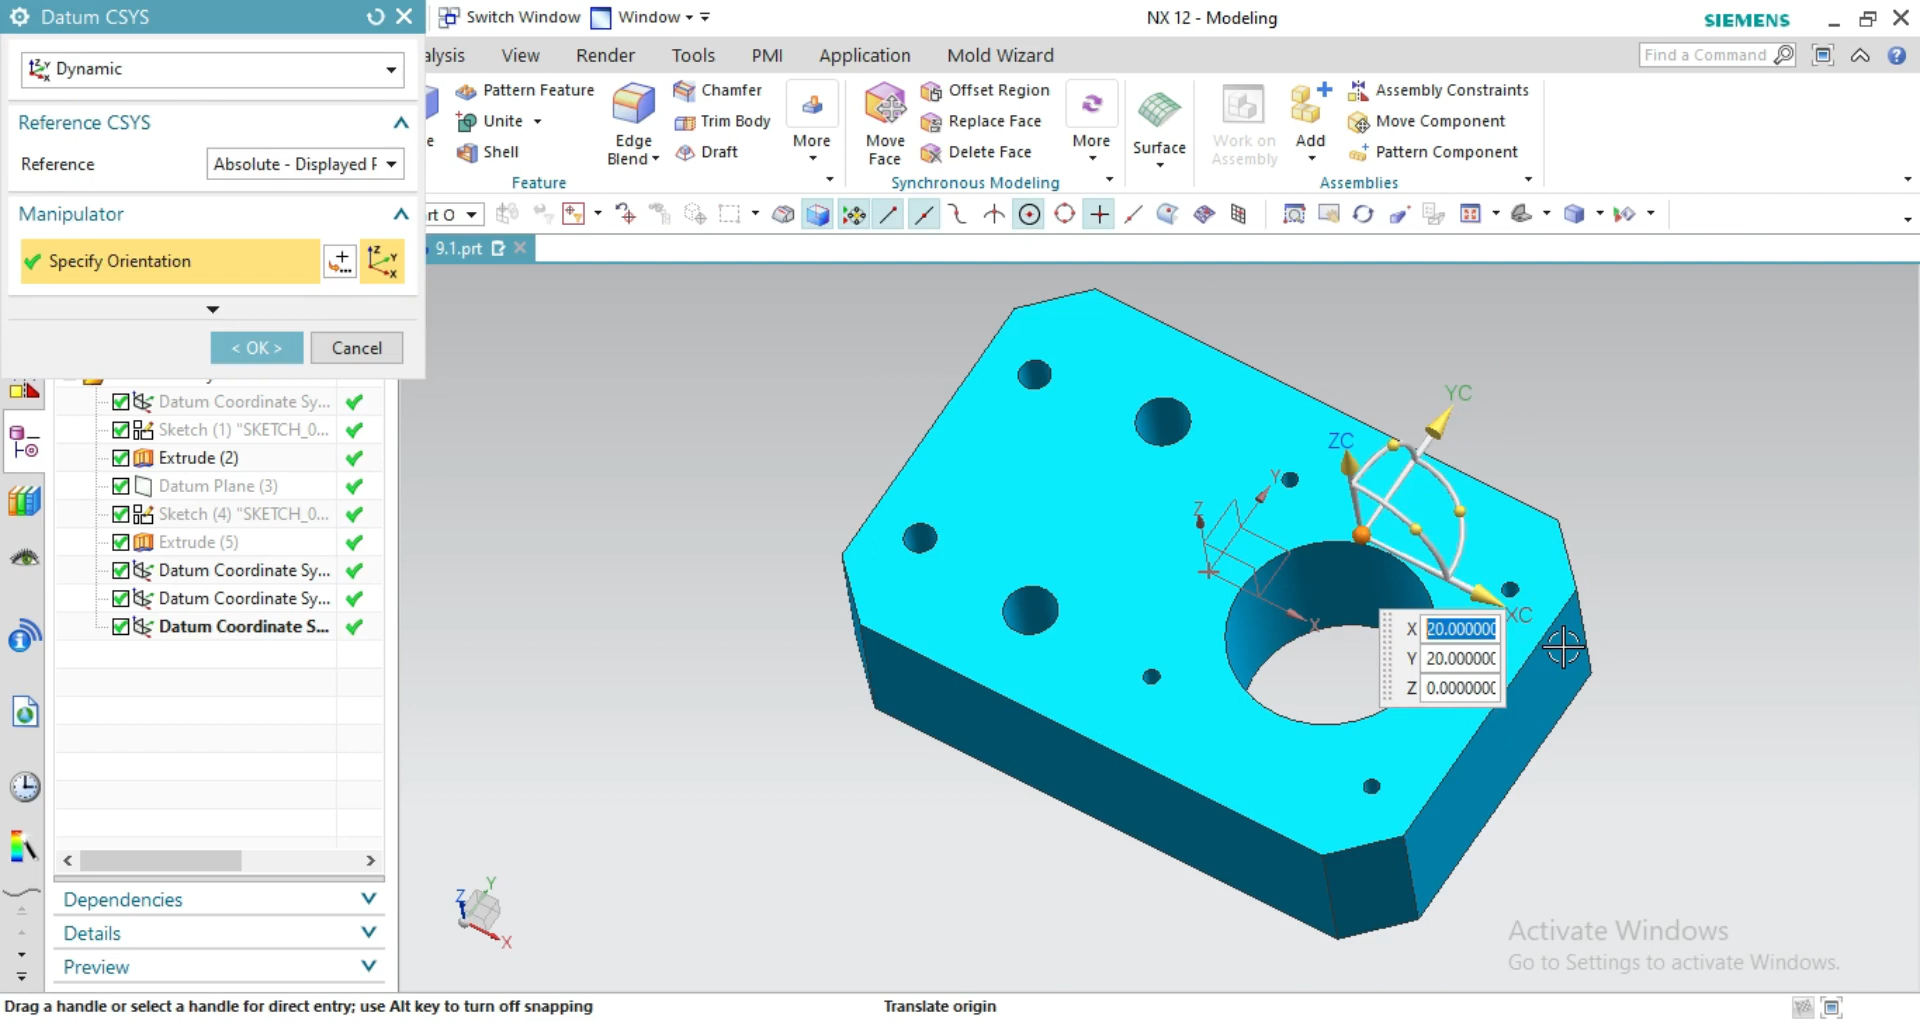 Datum CSYS
Switch Window
Window
NX 12 - Modeling
SIEMENS
Dynamic
alysis
View
Render
Tools
PMI
Application
Mold Wizard
Find a Command
Reference CSYS
Reference
Absolute - Displayed
Manipulator
Specify Orientation
< OK >
Cancel
Pattern Feature
Unite
Shell
Edge
Blend
Chamfer
Trim Body
Draft
More
Feature
Move
Face
Offset Region
Replace Face
Delete Face
More
Synchronous Modeling
Surface
Work on
Assembly
Add
Assembly Constraints
Move Component
Pattern Component
Assemblies
rt O
9.1.prt
Datum Coordinate Sy...
Sketch (1) "SKETCH_0...
Extrude (2)
Datum Plane (3)
Sketch (4) "SKETCH_0...
Extrude (5)
Datum Coordinate Sy...
Datum Coordinate Sy...
Datum Coordinate S...
Dependencies
Details
Preview
YC
ZC
XC
Y
Z
X
X 20.000000
Y 20.000000
Z 0.0000000
Z
Y
X
Activate Windows
Go to Settings to activate Windows.
Drag a handle or select a handle for direct entry; use Alt key to turn off snapping
Translate origin